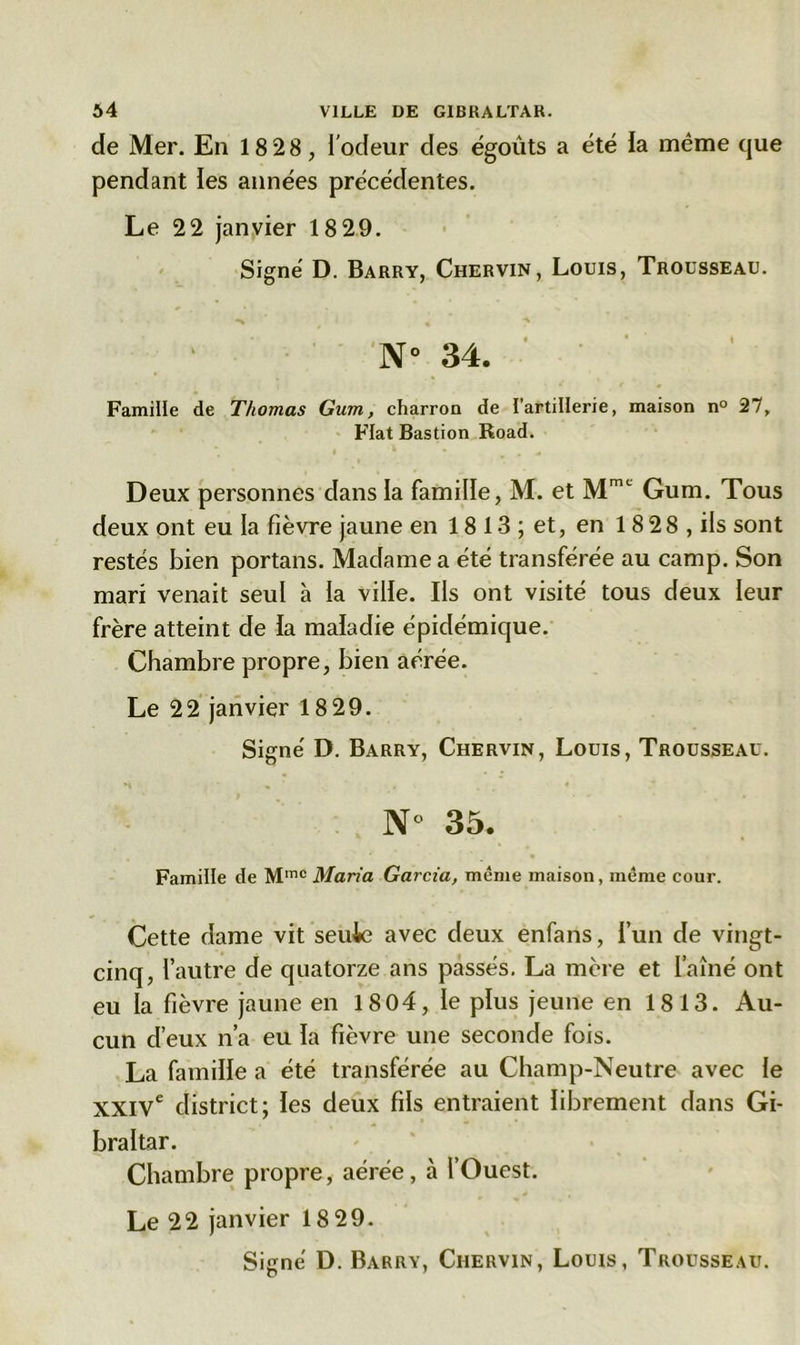 54 VILLE DE GIBRALTAR.
de Mer. En 1828, l'odeur des égoûts a été la même que
pendant les années précédentes.
Le 22 janvier 1829.
Signé D. BARRY, CHERVIN, LOUIS, TROUSSEAU.
N° 34.
Famille de Thomas Gum, charron de l'artillerie, maison n° 27,
Flat Bastion Road.
Deux personnes dans la famille, M. et Mme Gum. Tous
deux ont eu la fièvre jaune en 1813 ; et, en 1828 , ils sont
restés bien portans. Madame a été transférée au camp. Son
mari venait seul à la ville. Ils ont visité tous deux leur
frère atteint de la maladie épidémique.
Chambre propre, bien aérée.
Le 22 janvier 1829.
Signé D. BARRY, CHERVIN, LOUIS, TROUSSEAU.
N° 35.
Famille de Mme Maria Garcia, même maison, même cour.
Cette dame vit seule avec deux enfans, l'un de vingt-
cinq, l'autre de quatorze ans passés. La mère et l'aîné ont
eu la fièvre jaune en 1804, le plus jeune en 1813. Au-
cun d'eux n'a eu la fièvre une seconde fois.
La famille a été transférée au Champ-Neutre avec le
XXIVe district; les deux fils entraient librement dans Gi-
braltar.
Chambre propre, aérée, à l'Ouest.
Le 22 janvier 1829.
Signé D. BARRY, CHERVIN, LOUIS, TROUSSEAU.